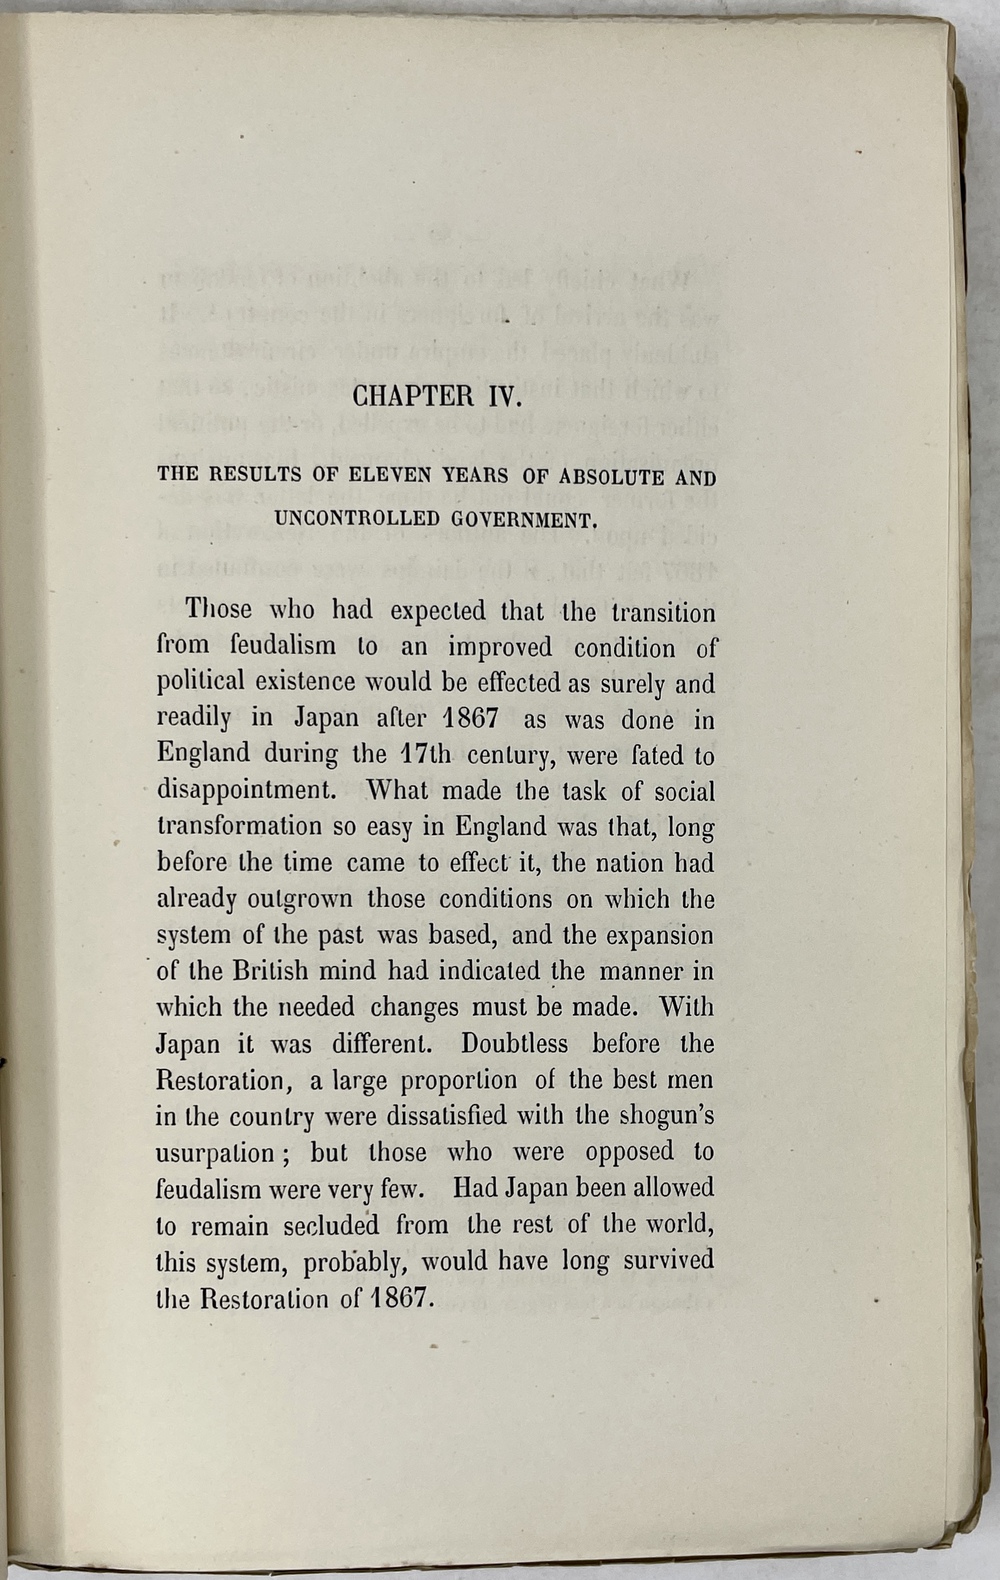 CHAPTER IV.
THE RESULTS OF ELEVEN YEARS OF ABSOLUTE AND
UNCONTROLLED GOVERNMENT.
Those who had expected that the transition
from feudalism to an improved condition of
political existence would be effected as surely and
readily in Japan after 1867 as was done in
England during the 17th century, were fated to
disappointment. What made the task of social
transformation so easy in England was that, long
before the time came to effect it, the nation had
already outgrown those conditions on which the
system of the past was based, and the expansion
of the British mind had indicated the manner in
which the needed changes must be made. With
Japan it was different. Doubtless before the
Restoration, a large proportion of the best men
in the country were dissatisfied with the shogun's
usurpation ; but those who were opposed to
feudalism were very few. Had Japan been allowed
to remain secluded from the rest of the world,
this system, probably, would have long survived
the Restoration of 1867.